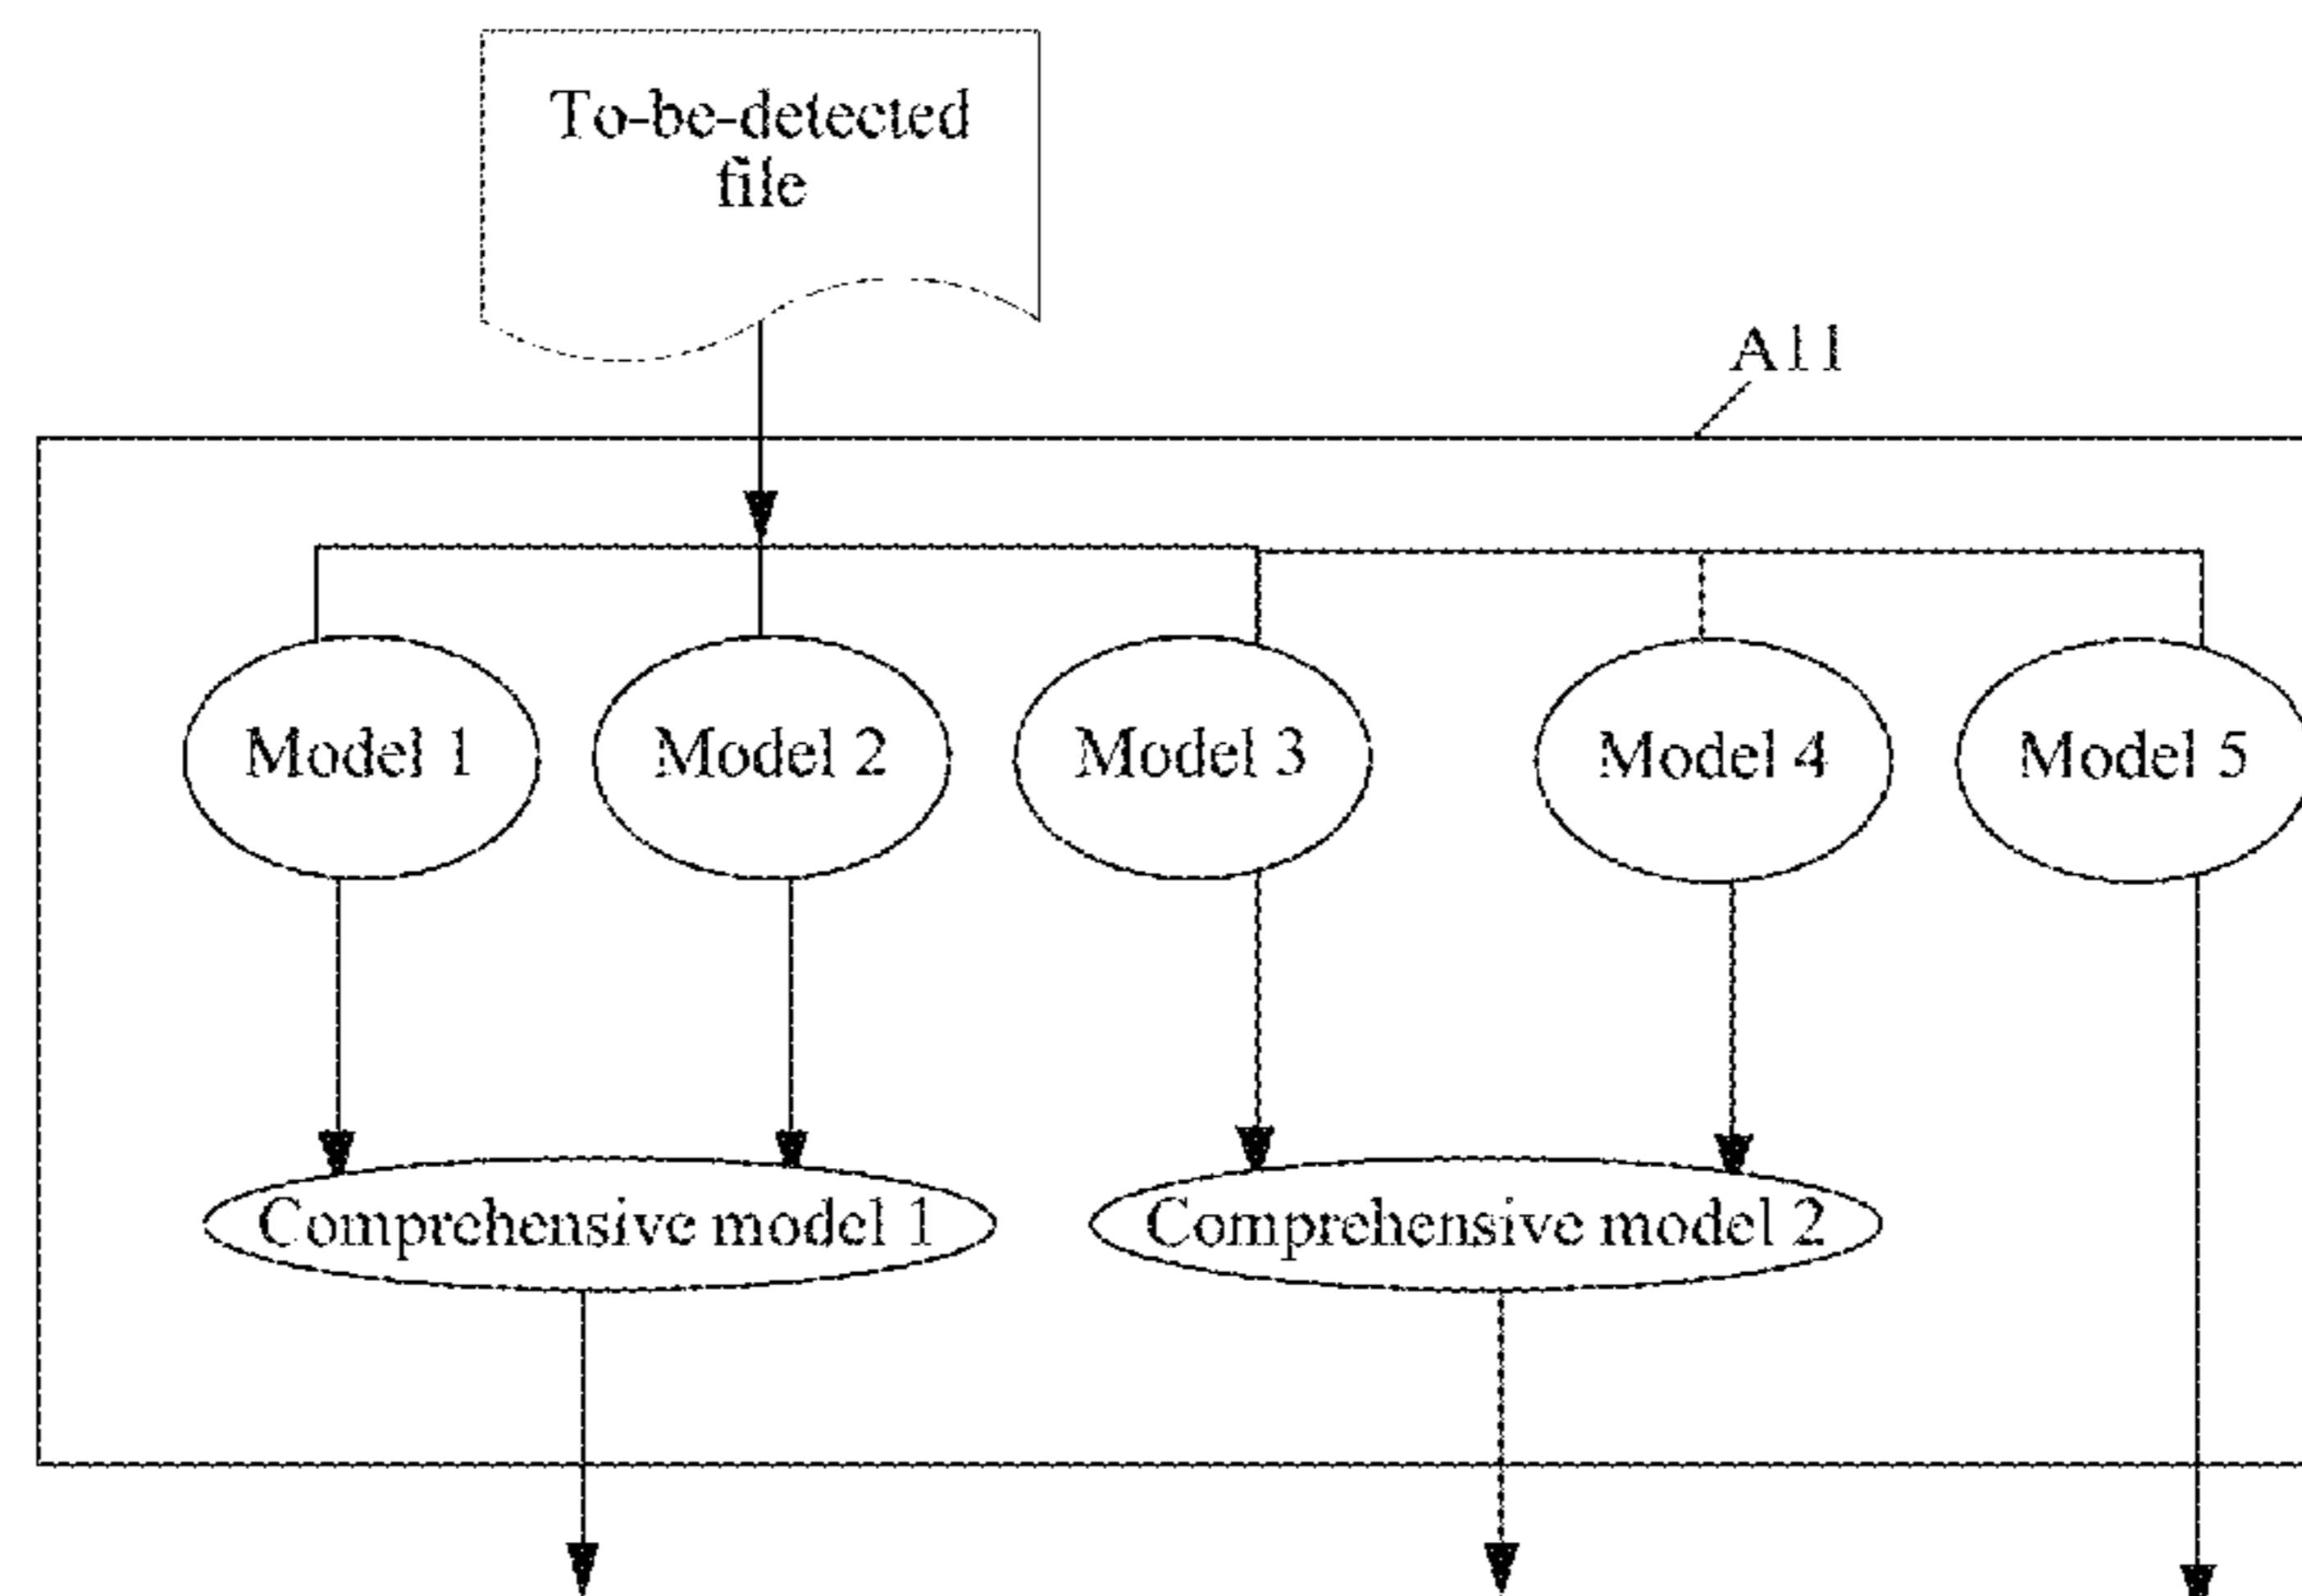 To-be-detected
file
A11
Model 1
Model 2
Model 3
Model 4
Model 5
Comprehensive model 1
Comprehensive model 2